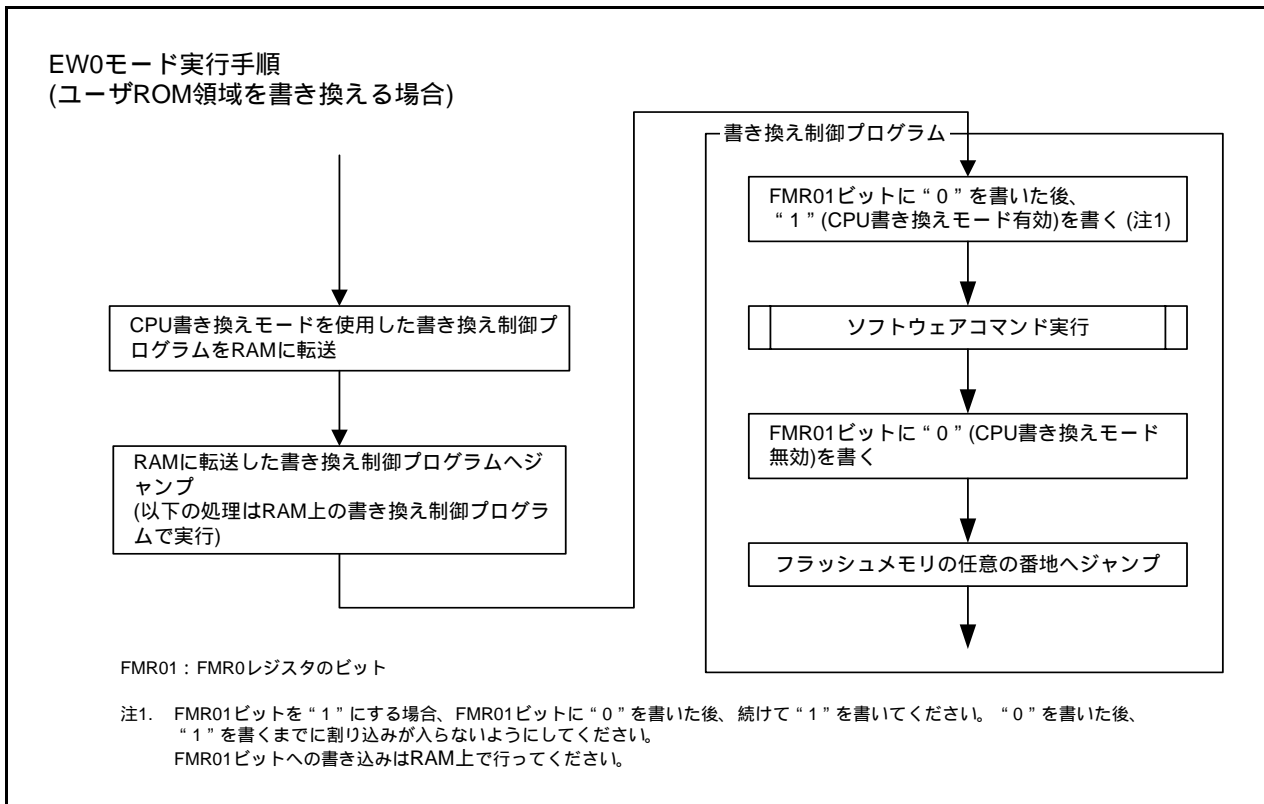 EW0モード実行手順
(ユーザROM領域を書き換える場合)
CPU書き換えモードを使用した書き換え制御プ
ログラムをRAMに転送
RAMに転送した書き換え制御プログラムへジ
ャンプ
(以下の処理はRAM上の書き換え制御プログラ
ムで実行)
書き換え制御プログラム
FMR01ビットに“0”を書いた後、
“1”(CPU書き換えモード有効)を書く (注1)
ソフトウェアコマンド実行
FMR01ビットに“0”(CPU書き換えモード
無効)を書く
フラッシュメモリの任意の番地へジャンプ
FMR01：FMR0レジスタのビット
注1. FMR01ビットを“1”にする場合、FMR01ビットに“0”を書いた後、続けて“1”を書いてください。“0”を書いた後、
“1”を書くまでに割り込みが入らないようにしてください。
FMR01ビットへの書き込みはRAM上で行ってください。